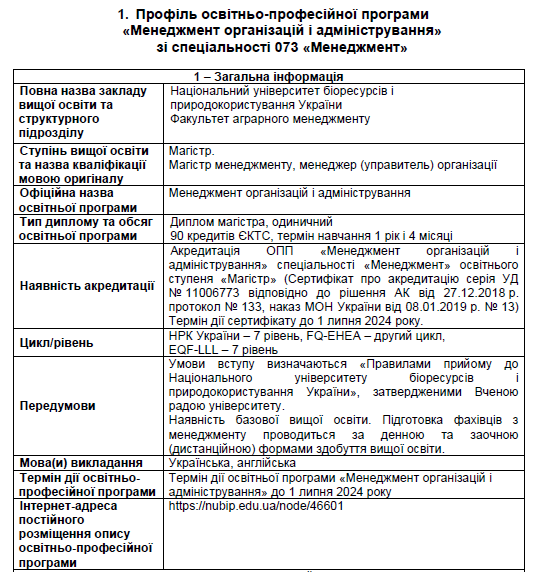 1. Профіль освітньо-професійної програми
«Менеджмент організацій і адміністрування»
зі спеціальності 073 «Менеджмент»
1 – Загальна інформація
Повна назва закладу
вищої освіти та
структурного
підрозділу
Національний університет біоресурсів і
природокористування України
Факультет аграрного менеджменту
Ступінь вищої освіти
та назва кваліфікації
мовою оригіналу
Магістр.
Магістр менеджменту, менеджер (управитель) організації
Офіційна назва
освітньої програми
Менеджмент організацій і адміністрування
Тип диплому та обсяг
освітньої програми
Диплом магістра, одиничний
90 кредитів ЄКТС, термін навчання 1 рік і 4 місяці
Наявність акредитації
Акредитація ОПП «Менеджмент організацій і
адміністрування» спеціальності «Менеджмент» освітнього
ступеня «Магістр» (Сертифікат про акредитацію серія УД
№ 11006773 відповідно до рішення АК від 27.12.2018 р.
протокол № 133, наказ МОН України від 08.01.2019 р. № 13)
Термін дії сертифікату до 1 липня 2024 року.
Цикл/рівень
НРК України – 7 рівень, FQ-EHEA – другий цикл,
EQF-LLL – 7 рівень
Передумови
Умови вступу визначаються «Правилами прийому до
Національного університету біоресурсів і
природокористування України», затвердженими Вченою
радою університету.
Наявність базової вищої освіти. Підготовка фахівців з
менеджменту проводиться за денною та заочною
(дистанційною) формами здобуття вищої освіти.
Мова(и) викладання
Українська, англійська
Термін дії освітньо-
професійної програми
Термін дії освітньої програми «Менеджмент організацій і
адміністрування» до 1 липня 2024 року
Інтернет-адреса
постійного
розміщення опису
освітньо-професійної
програми
https://nubip.edu.ua/node/46601